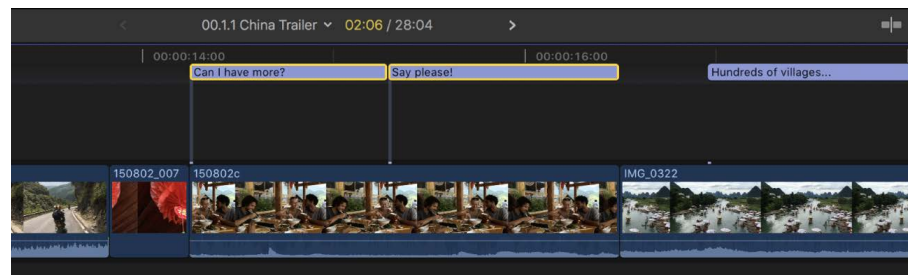 00.1.1 China Trailer 02:06 / 28:04
00:00:14:00 00:00:16:00
Can I have more? Say please! Hundreds of villages...
150802_007 150802c IMG_0322